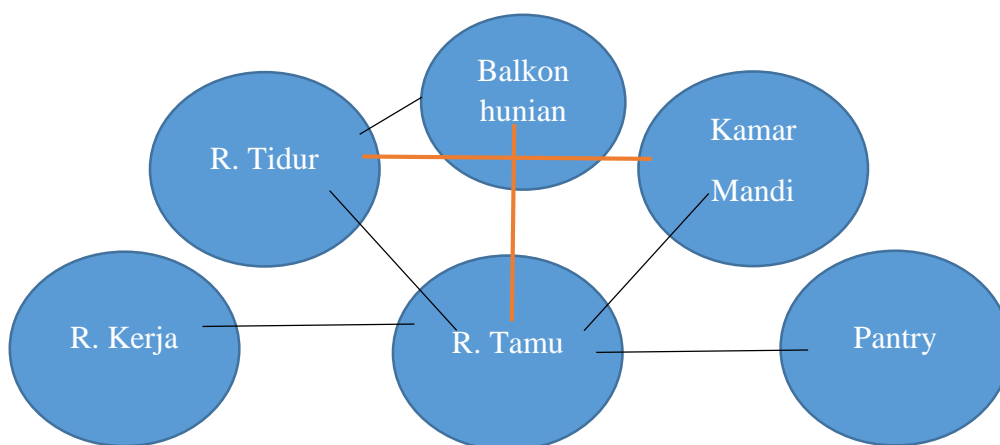 Balkon
hunian
R. Tidur
Kamar
Mandi
R. Kerja
R. Tamu
Pantry